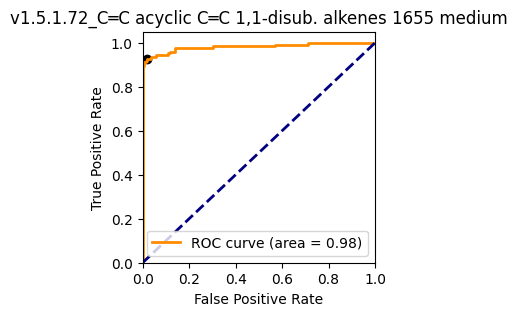 v1.5.1.72_C=C acyclic C=C 1,1-disub. alkenes 1655 medium
1.0
0.8
0.6
0.4
0.2
0.0
True Positive Rate
ROC curve (area = 0.98)
0.0 0.2 0.4 0.6 0.8 1.0
False Positive Rate